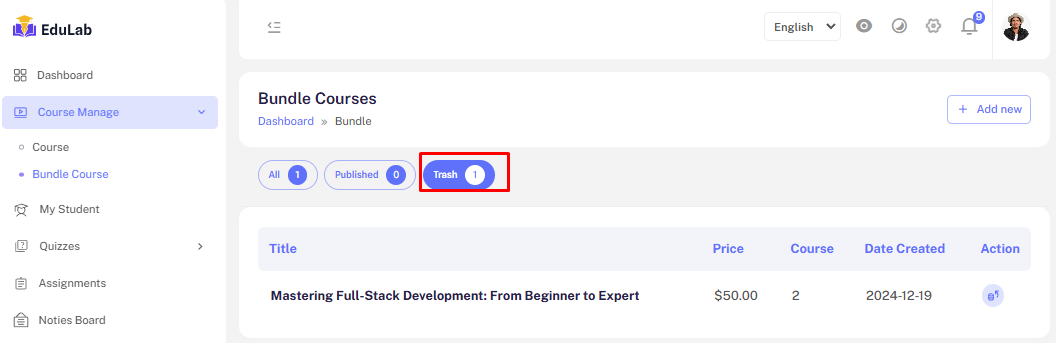 EduLab
Dashboard
Course Manage
Course
Bundle Course
My Student
Quizzes
Assignments
Noties Board
English
9
Bundle Courses
Dashboard » Bundle
+ Add new
All 1
Published 0
Trash 1
Title Price Course Date Created Action
Mastering Full-Stack Development: From Beginner to Expert $50.00 2 2024-12-19